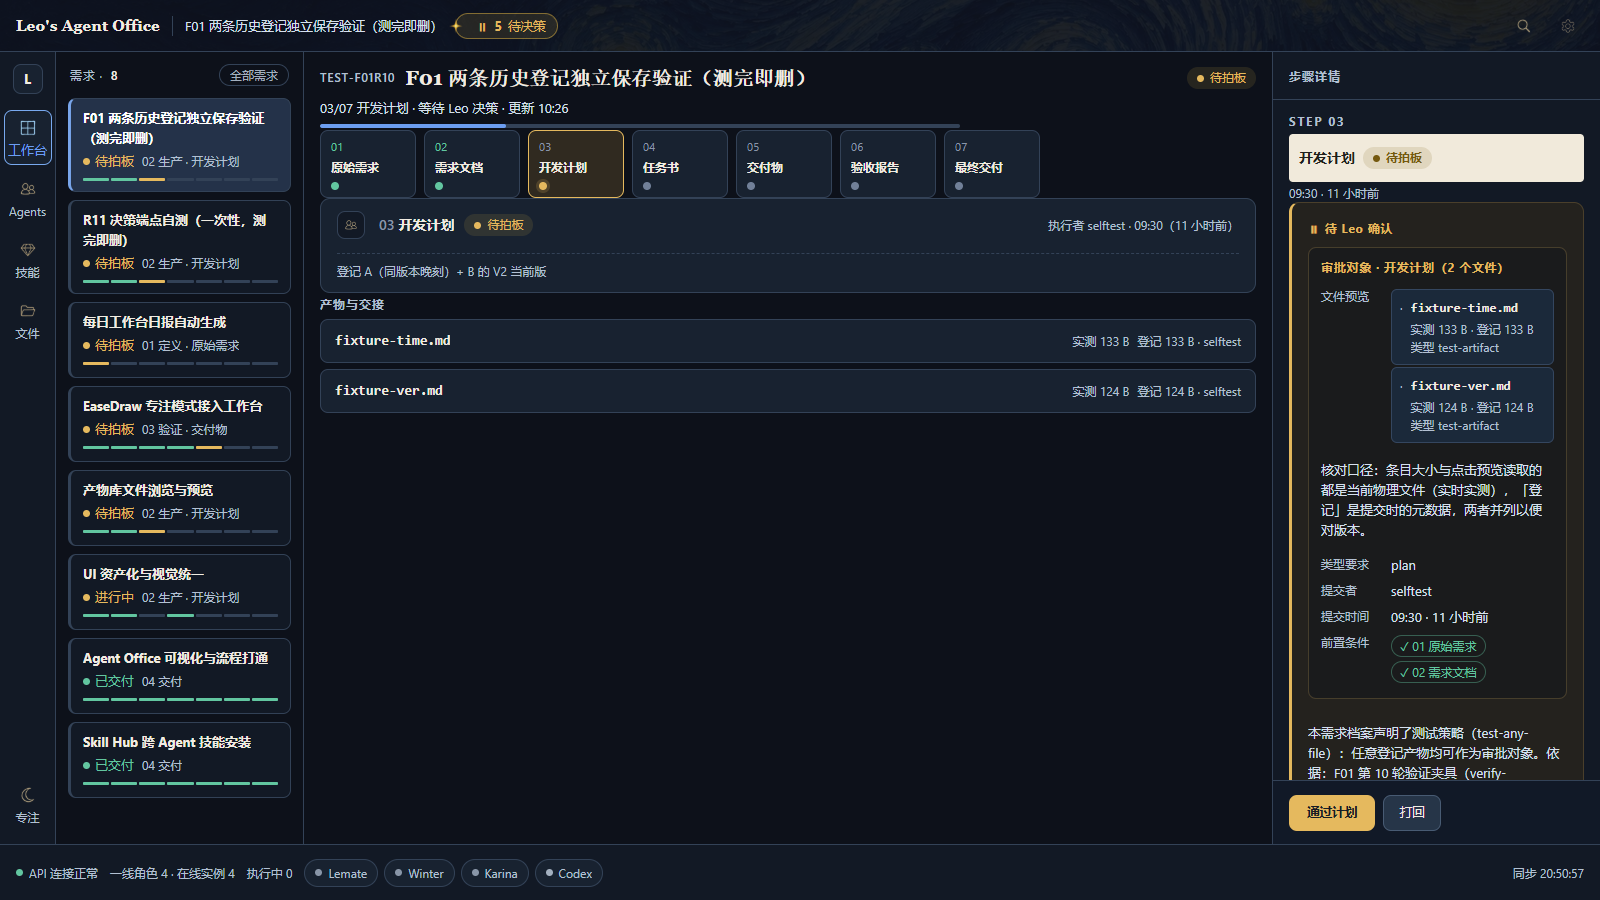 Leo's Agent Office
F01 两条历史登记独立保存验证（测完即删）
5 待决策
L
工作台
Agents
技能
文件
专注
需求 · 8
全部需求
F01 两条历史登记独立保存验证
（测完即删）
待拍板 02 生产 · 开发计划
R11 决策端点自测（一次性，测
完即删）
待拍板 02 生产 · 开发计划
每日工作台日报自动生成
待拍板 01 定义 · 原始需求
EaseDraw 专注模式接入工作台
待拍板 03 验证 · 交付物
产物库文件浏览与预览
待拍板 02 生产 · 开发计划
UI 资产化与视觉统一
进行中 02 生产 · 开发计划
Agent Office 可视化与流程打通
已交付 04 交付
Skill Hub 跨 Agent 技能安装
已交付 04 交付
TEST-F01R10 F01 两条历史登记独立保存验证（测完即删）
待拍板
03/07 开发计划 · 等待 Leo 决策 · 更新 10:26
01
原始需求
02
需求文档
03
开发计划
04
任务书
05
交付物
06
验收报告
07
最终交付
03 开发计划 待拍板
执行者 selftest · 09:30（11 小时前）
登记 A（同版本晚刻）+ B 的 V2 当前版
产物与交接
fixture-time.md
实测 133 B 登记 133 B · selftest
fixture-ver.md
实测 124 B 登记 124 B · selftest
步骤详情
STEP 03
开发计划 待拍板
09:30 · 11 小时前
待 Leo 确认
审批对象 · 开发计划（2 个文件）
文件预览
· fixture-time.md
实测 133 B · 登记 133 B
类型 test-artifact
· fixture-ver.md
实测 124 B · 登记 124 B
类型 test-artifact
核对口径：条目大小与点击预览读取的
都是当前物理文件（实时实测），「登
记」是提交时的元数据，两者并列以便
对版本。
类型要求 plan
提交者 selftest
提交时间 09:30 · 11 小时前
前置条件 ✓ 01 原始需求
✓ 02 需求文档
本需求档案声明了测试策略（test-any-
file）：任意登记产物均可作为审批对象。依
据：F01 第 10 轮验证夹具（verify-
通过计划
打回
API 连接正常 一线角色 4 · 在线实例 4 执行中 0
Lemate
Winter
Karina
Codex
同步 20:50:57